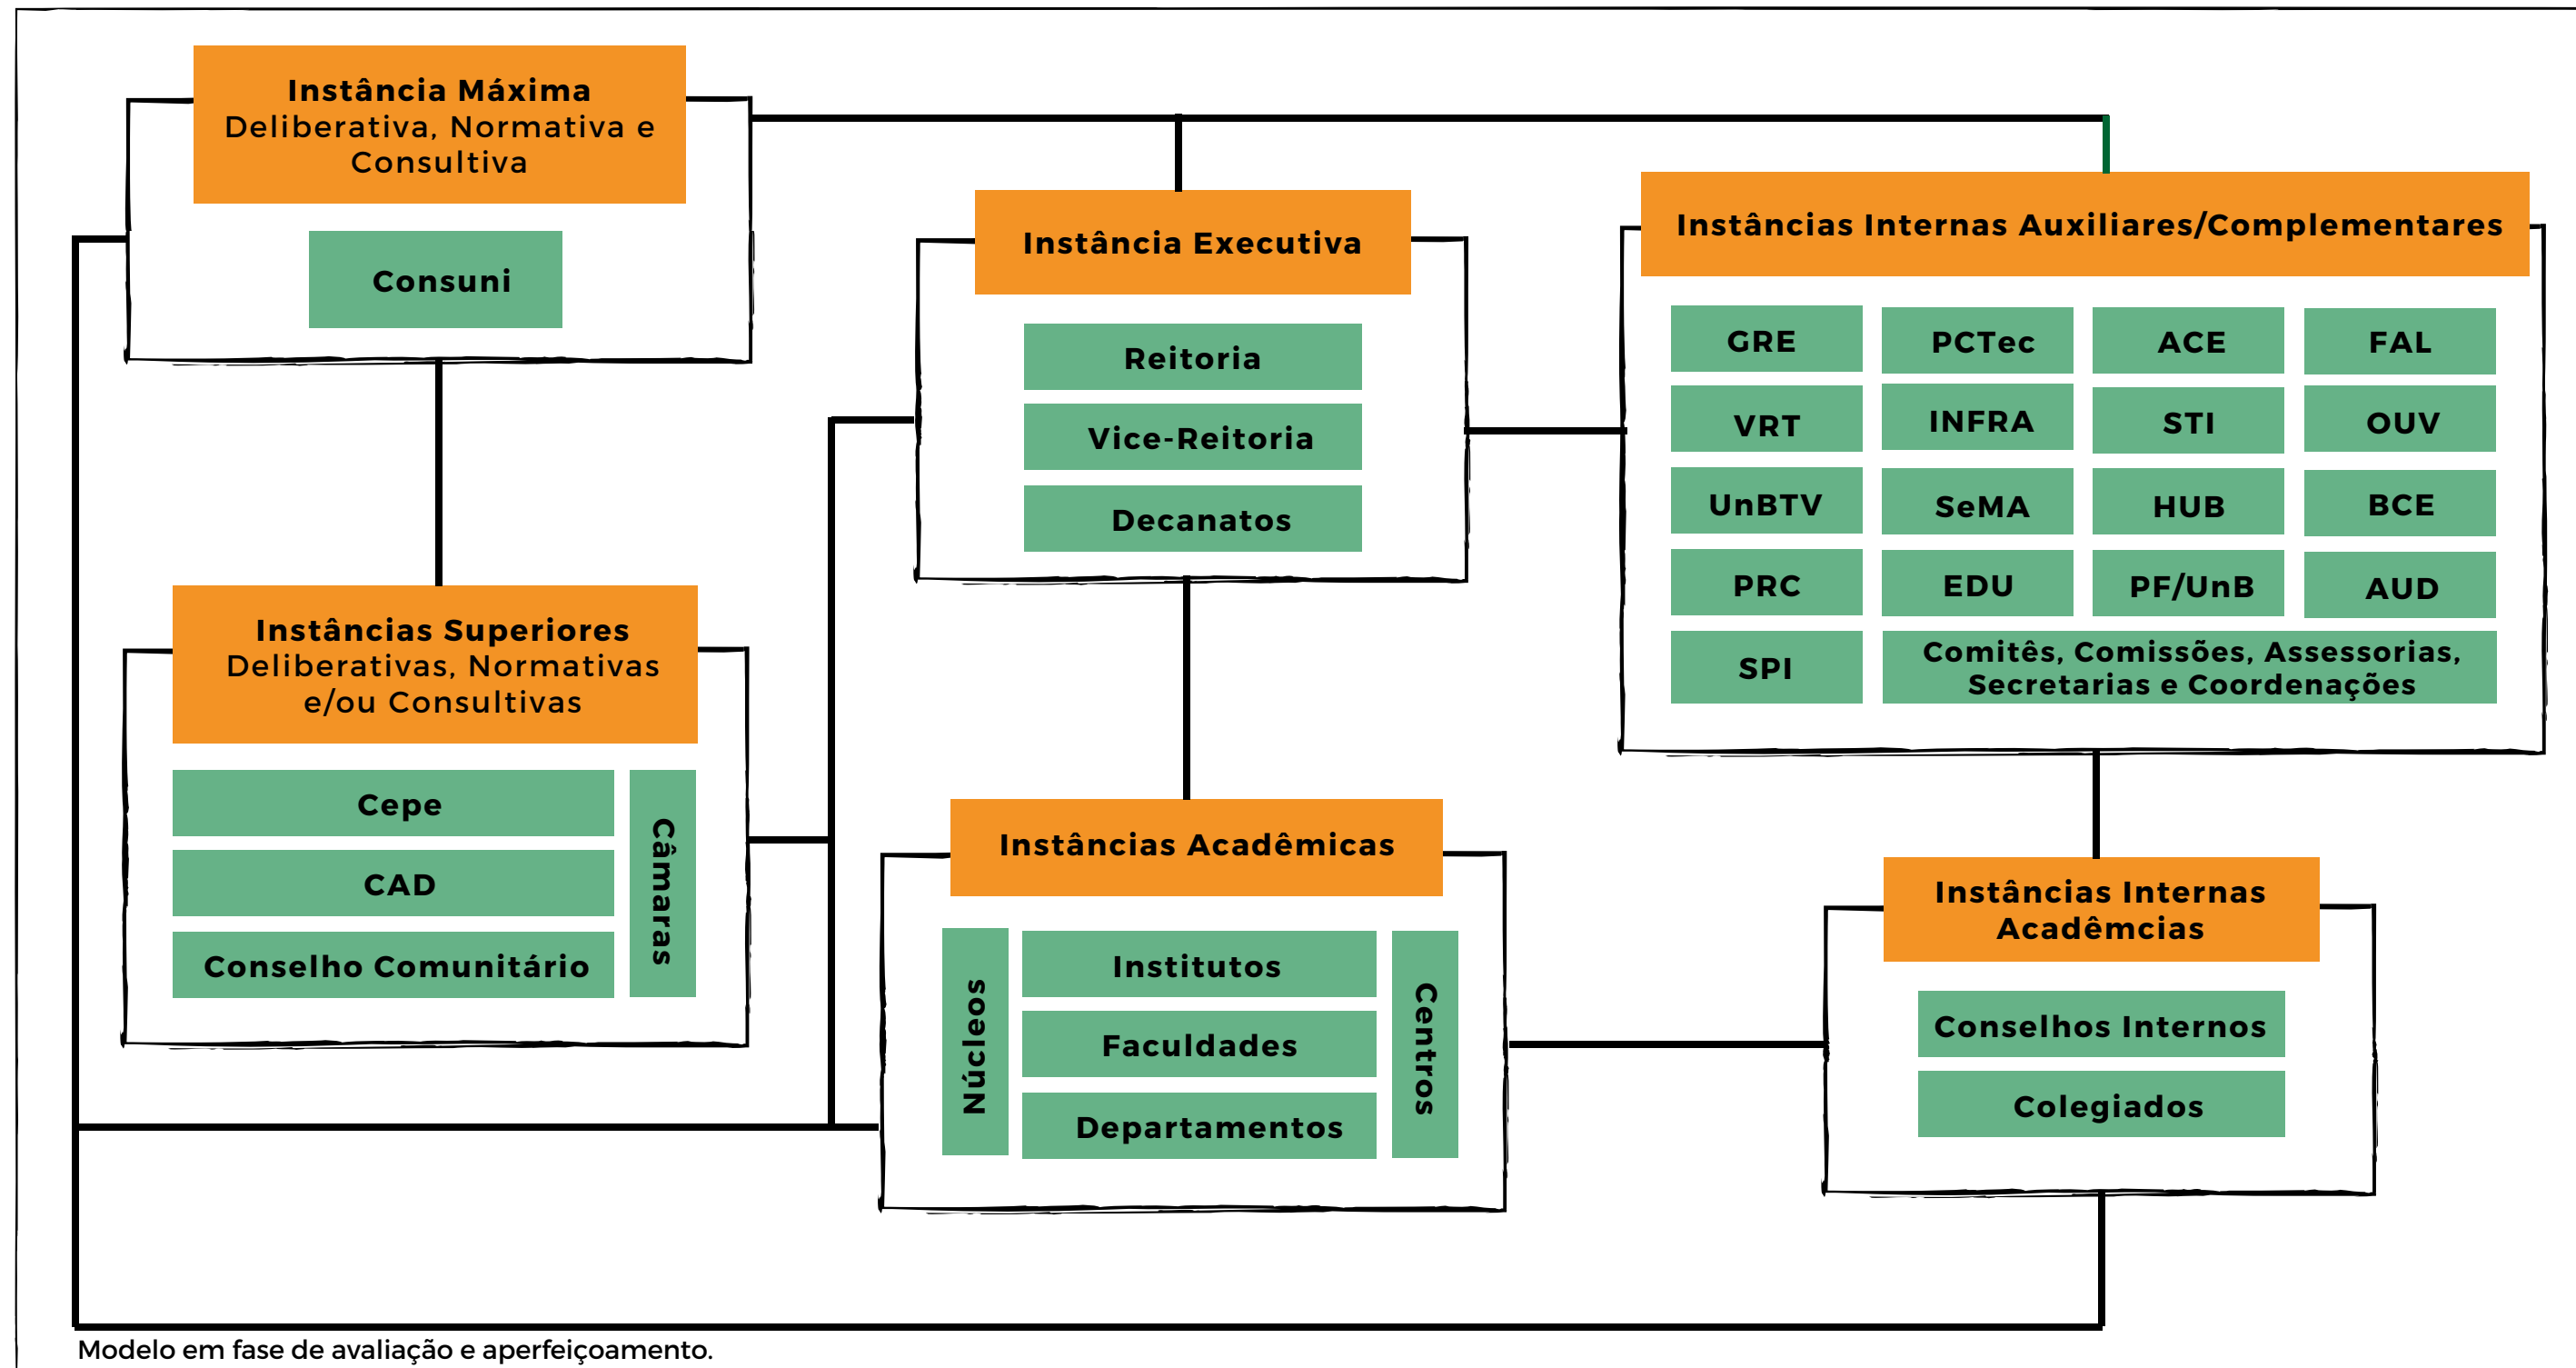 Instância Máxima
Deliberativa, Normativa e
Consultiva
Consuni
Instância Executiva
Reitoria
Vice-Reitoria
Decanatos
Instâncias Internas Auxiliares/Complementares
GRE
PCTec
ACE
FAL
VRT
INFRA
STI
OUV
UnBTV
SeMA
HUB
BCE
PRC
EDU
PF/UnB
AUD
SPI
Comitês, Comissões, Assessorias,
Secretarias e Coordenações
Instâncias Superiores
Deliberativas, Normativas
e/ou Consultivas
Cepe
CAD
Conselho Comunitário
Câmaras
Instâncias Acadêmicas
Núcleos
Institutos
Faculdades
Departamentos
Centros
Instâncias Internas
Acadêmcias
Conselhos Internos
Colegiados
Modelo em fase de avaliação e aperfeiçoamento.